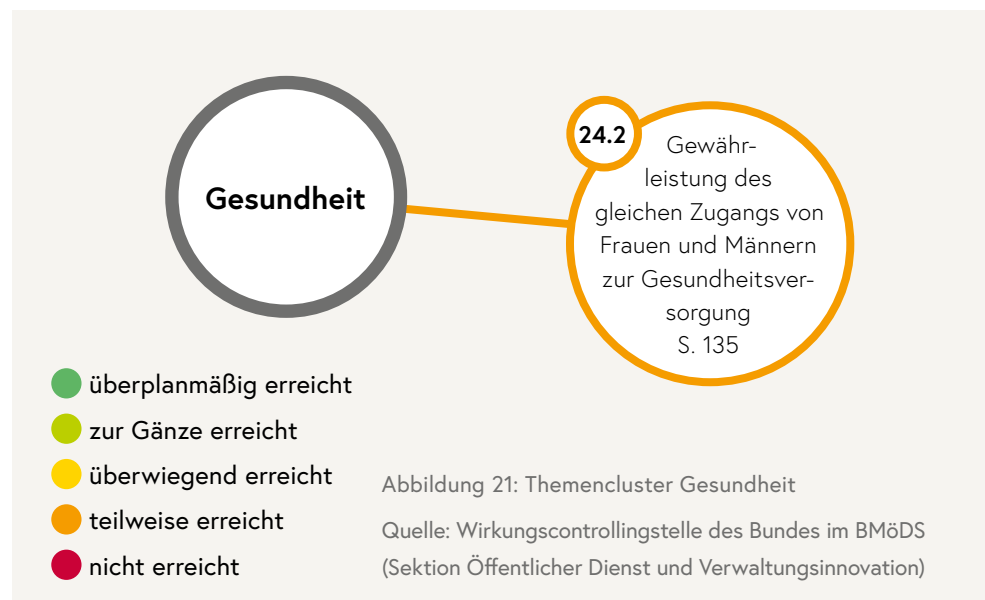 Gesundheit
24.2
Gewähr-
leistung des
gleichen Zugangs von
Frauen und Männern
zur Gesundheitsver-
sorgung
S. 135
überplanmäßig erreicht
zur Gänze erreicht
überwiegend erreicht
teilweise erreicht
nicht erreicht
Abbildung 21: Themencluster Gesundheit
Quelle: Wirkungscontrollingstelle des Bundes im BMöDS
(Sektion Öffentlicher Dienst und Verwaltungsinnovation)